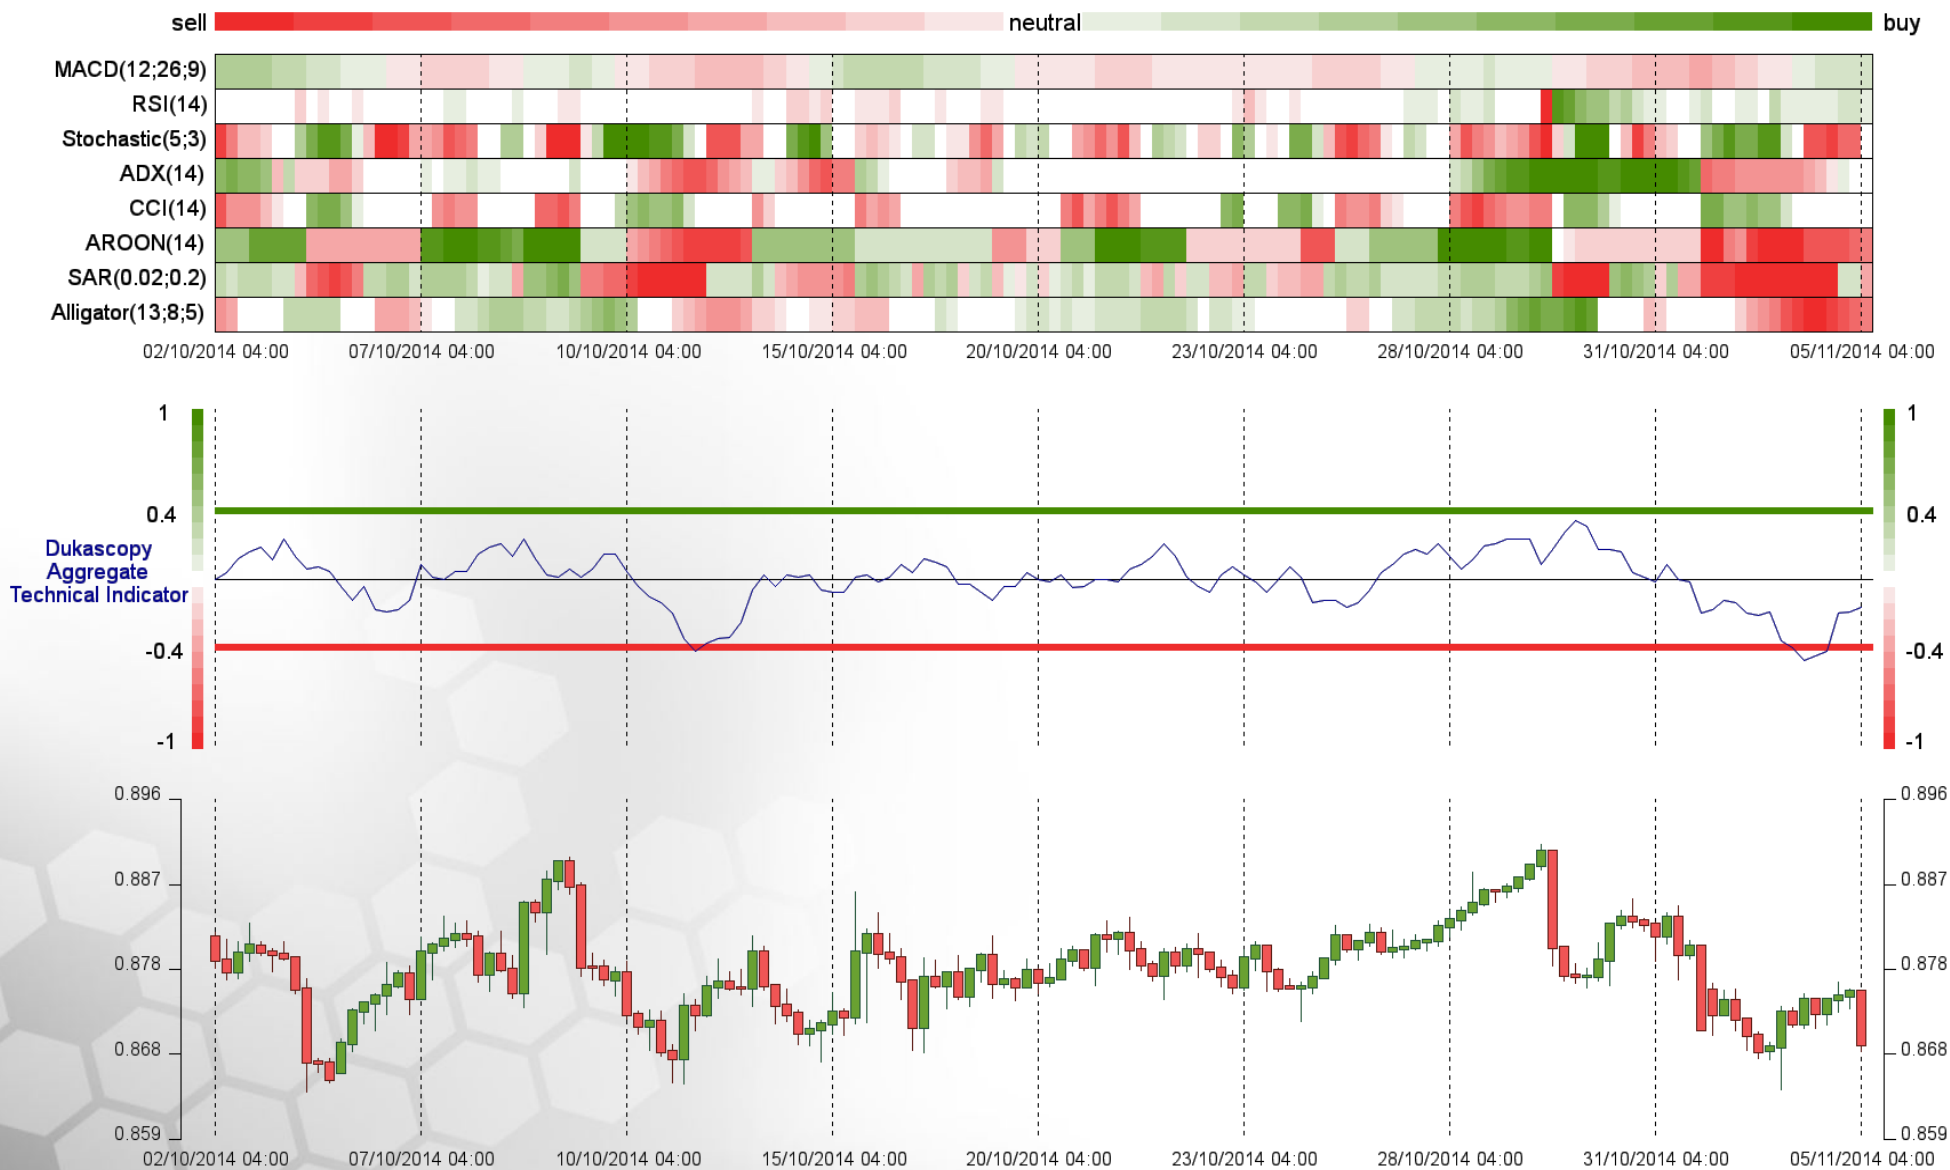 sell neutral buy
MACD(12;26;9)
RSI(14)
Stochastic(5;3)
ADX(14)
CCI(14)
AROON(14)
SAR(0.02;0.2)
Alligator(13;8;5)
02/10/2014 04:00 07/10/2014 04:00 10/10/2014 04:00 15/10/2014 04:00 20/10/2014 04:00 23/10/2014 04:00 28/10/2014 04:00 31/10/2014 04:00 05/11/2014 04:00
1 1
0.4 0.4
Dukascopy
Aggregate
Technical Indicator
-0.4 -0.4
-1 -1
0.896 0.896
0.887 0.887
0.878 0.878
0.868 0.868
0.859 0.859
02/10/2014 04:00 07/10/2014 04:00 10/10/2014 04:00 15/10/2014 04:00 20/10/2014 04:00 23/10/2014 04:00 28/10/2014 04:00 31/10/2014 04:00 05/11/2014 04:00